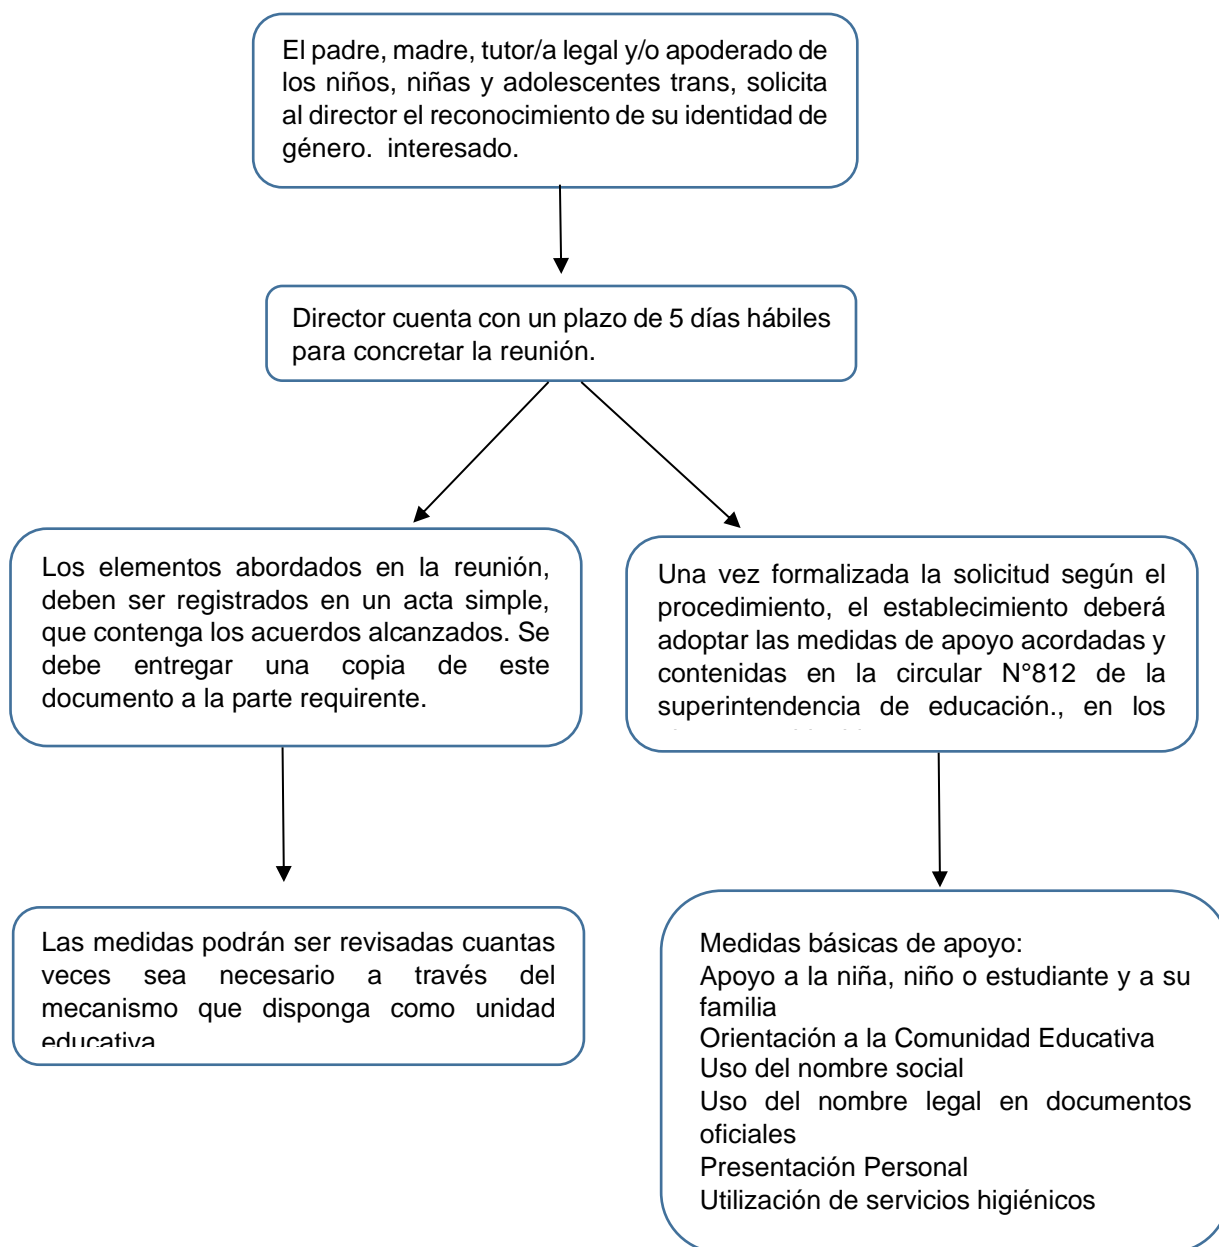 El padre, madre, tutor/a legal y/o apoderado de
los niños, niñas y adolescentes trans, solicita
al director el reconocimiento de su identidad de
género.  interesado.
Director cuenta con un plazo de 5 días hábiles
para concretar la reunión.
Los elementos abordados en la reunión,
deben ser registrados en un acta simple,
que contenga los acuerdos alcanzados. Se
debe entregar una copia de este
documento a la parte requirente.
Una vez formalizada la solicitud según el
procedimiento, el establecimiento deberá
adoptar las medidas de apoyo acordadas y
contenidas en la circular N°812 de la
superintendencia de educación., en los
Las medidas podrán ser revisadas cuantas
veces sea necesario a través del
mecanismo que disponga como unidad
educativa
Medidas básicas de apoyo:
Apoyo a la niña, niño o estudiante y a su
familia
Orientación a la Comunidad Educativa
Uso del nombre social
Uso del nombre legal en documentos
oficiales
Presentación Personal
Utilización de servicios higiénicos